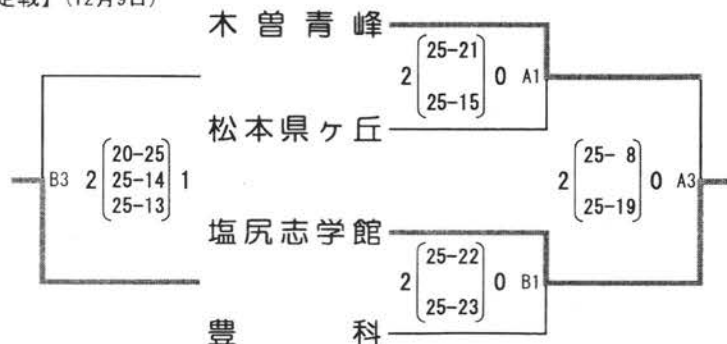 定戦】(12月9日)
木曽青峰
2 25-21 0 A1
25-15
松本県ヶ丘
B3 2 20-25 1
25-14
25-13
2 25- 8 0 A3
25-19
塩尻志学館
2 25-22 0 B1
25-23
豊科